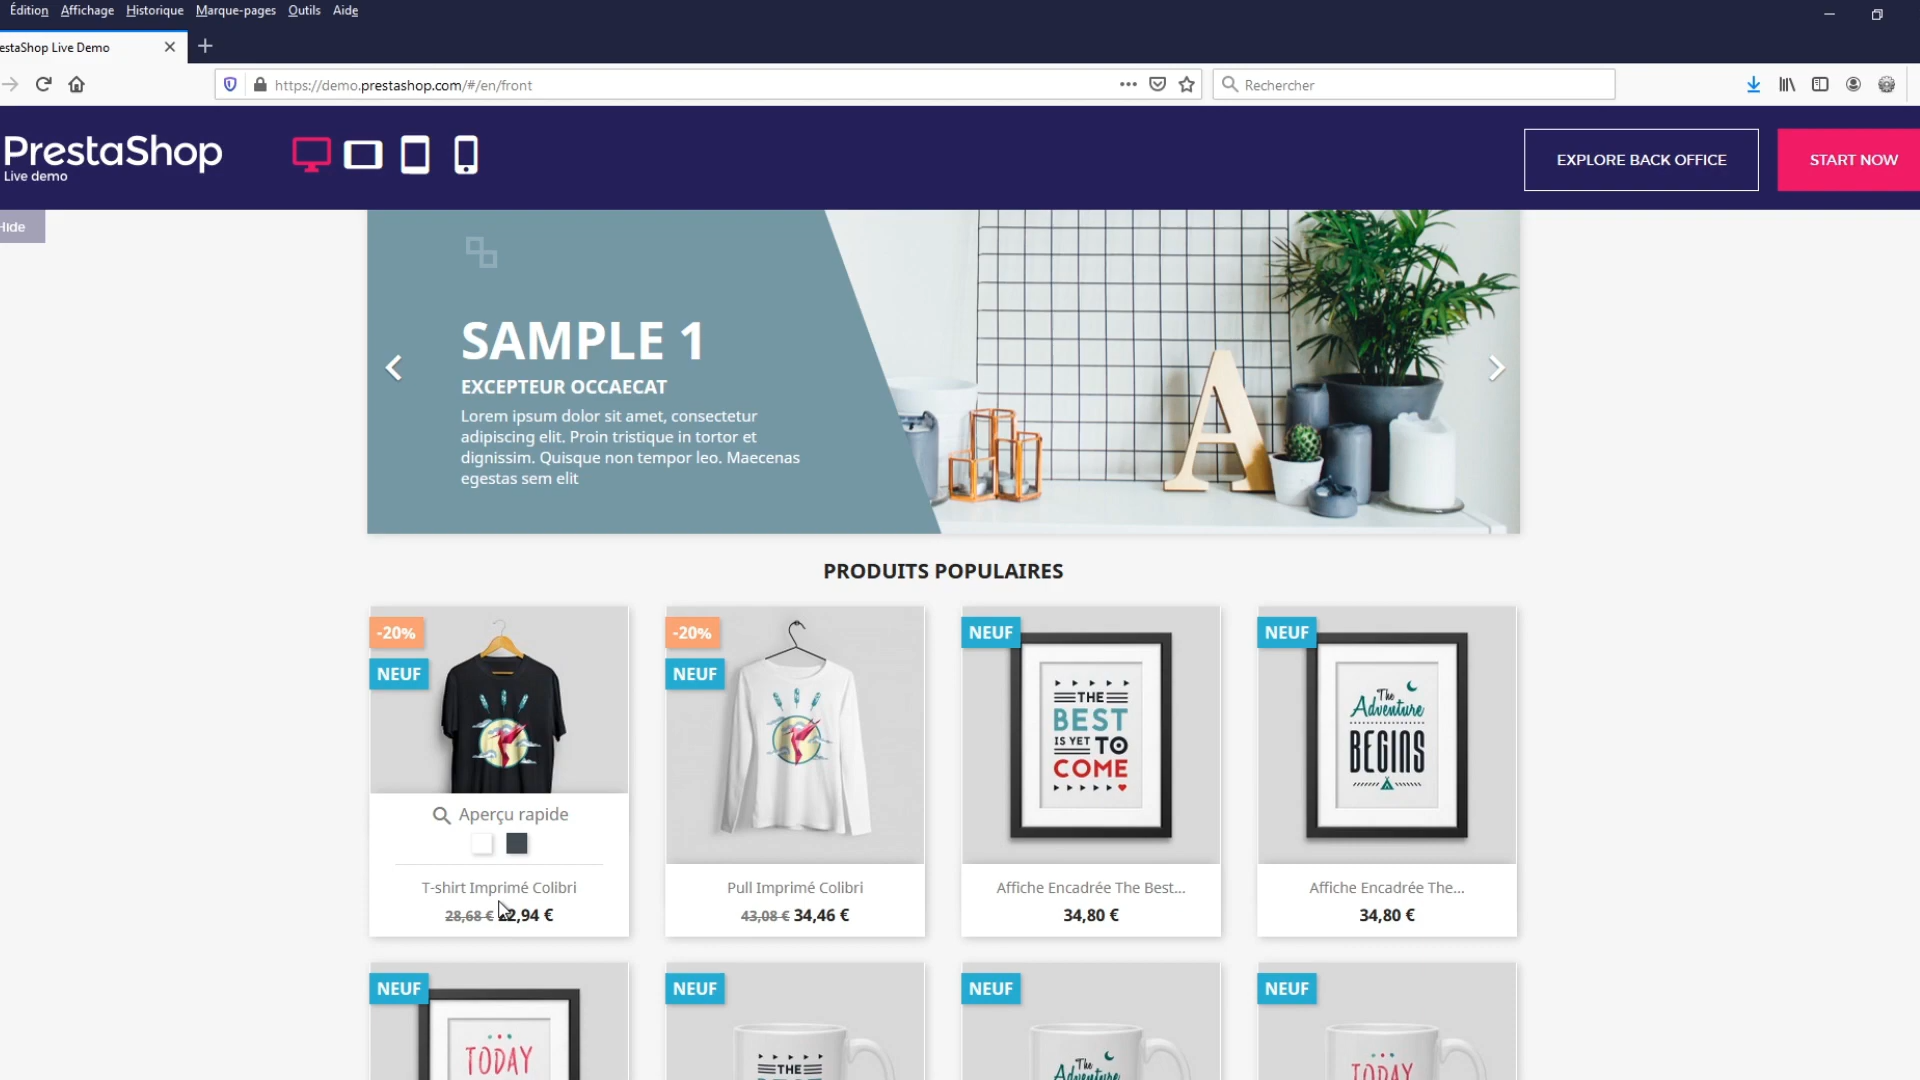 Édition Affichage Historique Marque-pages Outils Aide
estaShop Live Demo
https://demo.prestashop.com/#/en/front
Rechercher
PrestaShop
Live demo
EXPLORE BACK OFFICE
START NOW
Hide
SAMPLE 1
EXCEPTEUR OCCAECAT
Lorem ipsum dolor sit amet, consectetur
adipiscing elit. Proin tristique in tortor et
dignissim. Quisque non tempor leo. Maecenas
egestas sem elit
A
PRODUITS POPULAIRES
-20%
NEUF
Aperçu rapide
T-shirt Imprimé Colibri
28,68 € 22,94 €
-20%
NEUF
Pull Imprimé Colibri
43,08 € 34,46 €
NEUF
THE
BEST
IS YET TO
COME
Affiche Encadrée The Best...
34,80 €
NEUF
The
Adventure
BEGINS
Affiche Encadrée The...
34,80 €
NEUF
TODAY
NEUF
THE
NEUF
The
Adventure
NEUF
TODAY